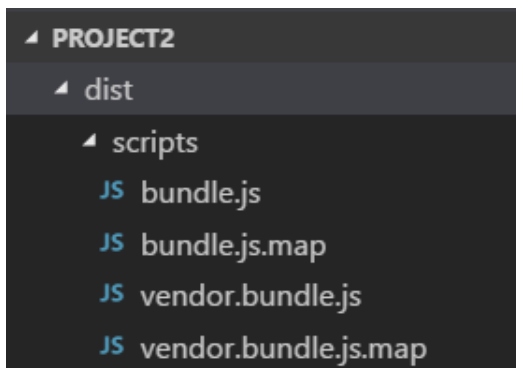 PROJECT2
dist
scripts
JS bundle.js
JS bundle.js.map
JS vendor.bundle.js
JS vendor.bundle.js.map